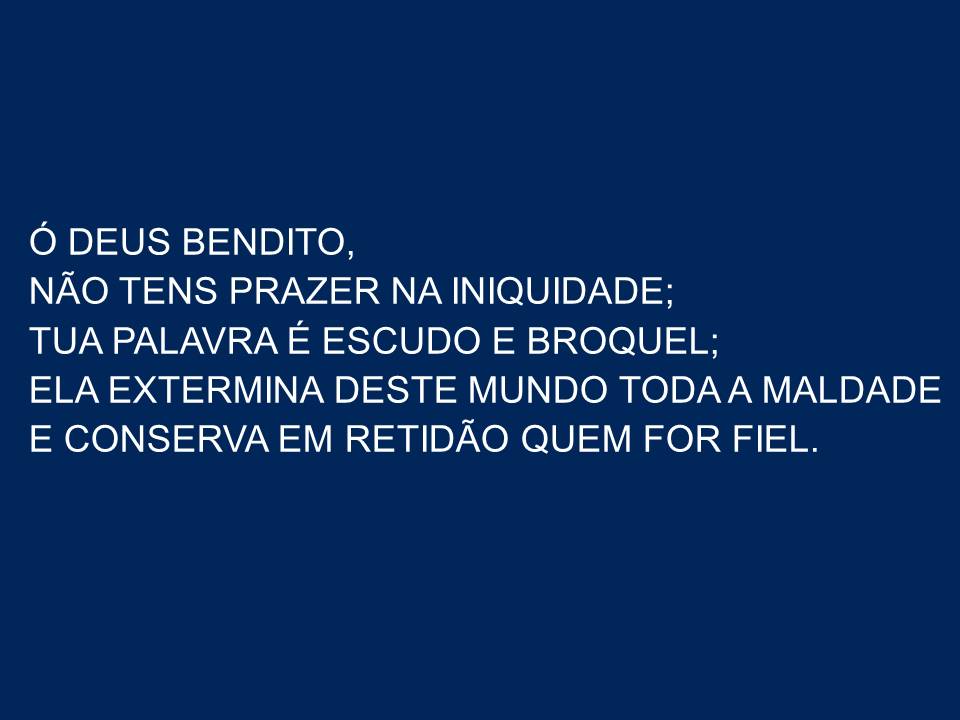 Ó DEUS BENDITO,
NÃO TENS PRAZER NA INIQUIDADE;
TUA PALAVRA É ESCUDO E BROQUEL;
ELA EXTERMINA DESTE MUNDO TODA A MALDADE
E CONSERVA EM RETIDÃO QUEM FOR FIEL.